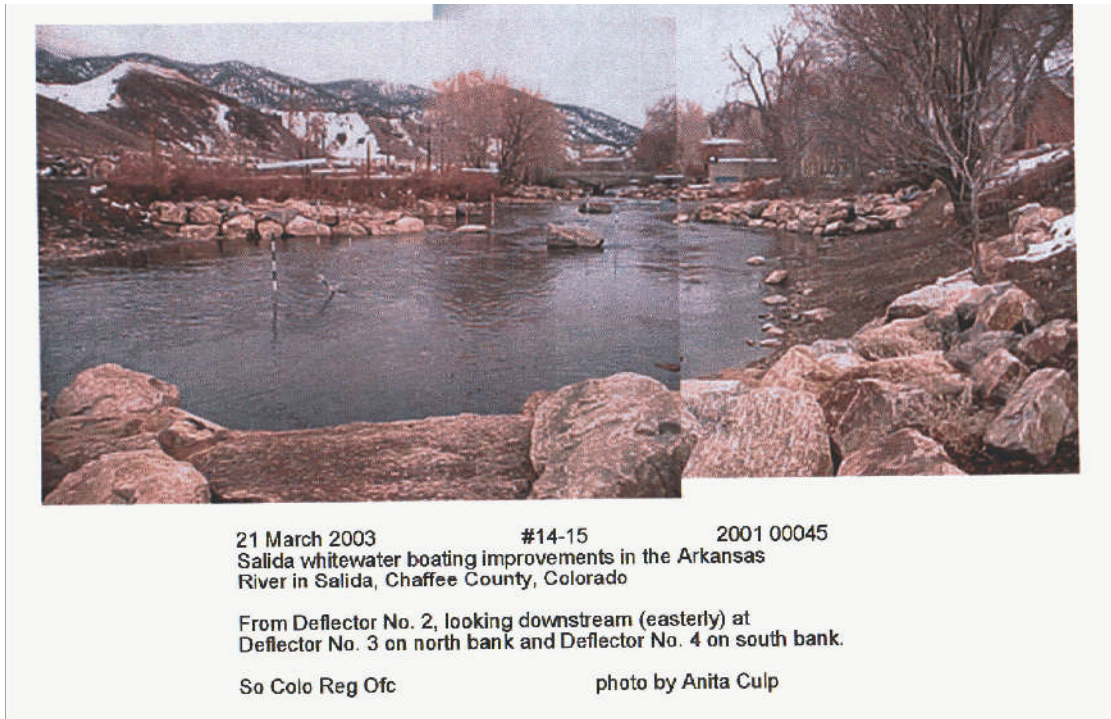 21 March 2003 #14-15 2001 00045
Salida whitewater boating improvements in the Arkansas
River in Salida, Chaffee County, Colorado
From Deflector No. 2, looking downstream (easterly) at
Deflector No. 3 on north bank and Deflector No. 4 on south bank.
So Colo Reg Ofc photo by Anita Culp